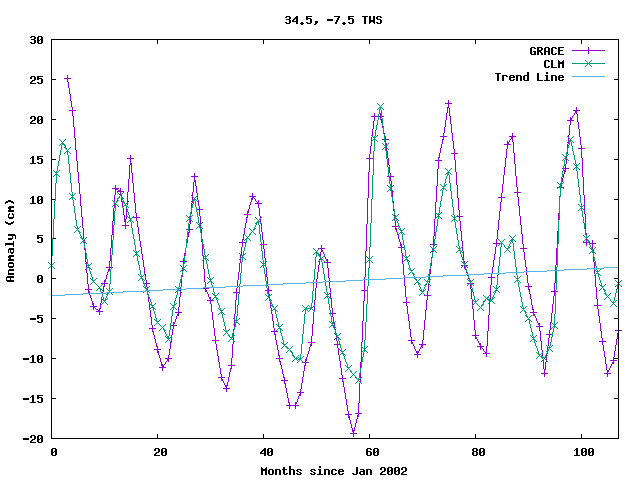 34.5, -7.5 TWS
GRACE
CLM
Trend Line
30
25
20
15
10
5
0
-5
-10
-15
-20
Anomaly (cm)
0 20 40 60 80 100
Months since Jan 2002